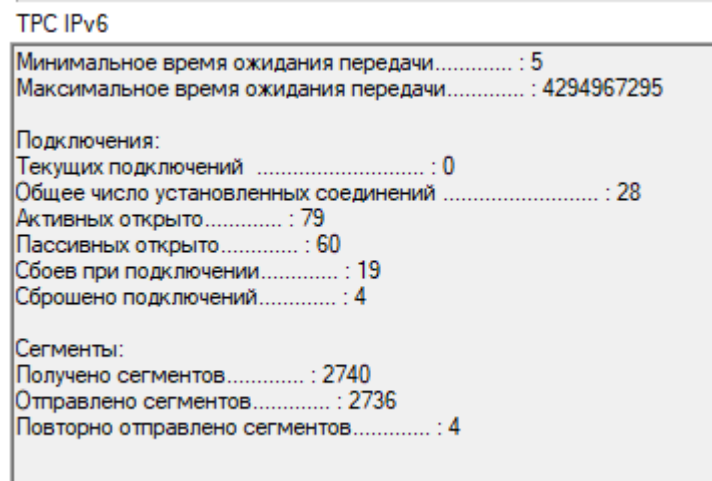 TPC IPv6
Минимальное время ожидания передачи............. : 5
Максимальное время ожидания передачи............. : 4294967295
Подключения:
Текущих подключений ............................ : 0
Общее число установленных соединений .......................... : 28
Активных открыто............. : 79
Пассивных открыто............. : 60
Сбоев при подключении............. : 19
Сброшено подключений............. : 4
Сегменты:
Получено сегментов............. : 2740
Отправлено сегментов............. : 2736
Повторно отправлено сегментов............. : 4